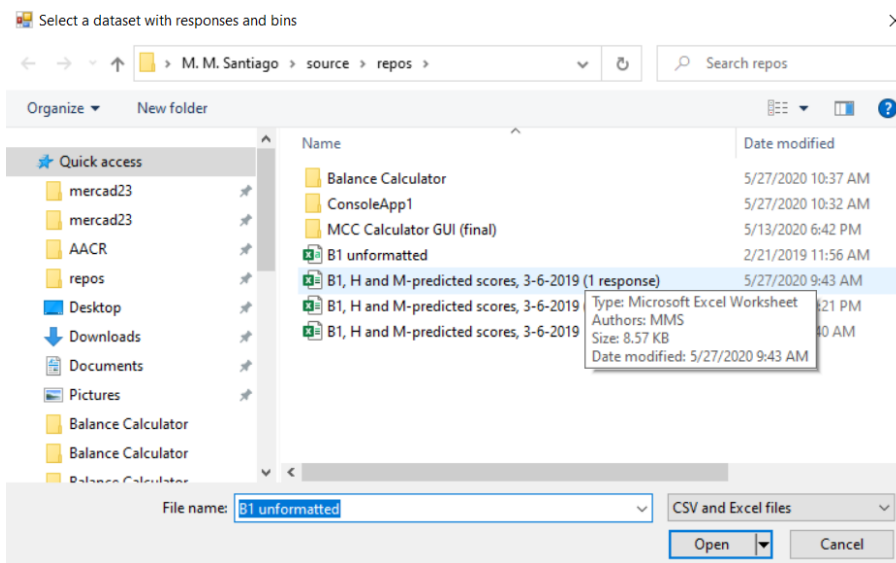 Select a dataset with responses and bins
M. M. Santiago › source › repos ›
Search repos
Organize
New folder
?
Name
Date modified
Quick access
mercad23
mercad23
AACR
repos
Desktop
Downloads
Documents
Pictures
Balance Calculator
Balance Calculator
Balance Calculator
Balance Calculator 5/27/2020 10:37 AM
ConsoleApp1 5/27/2020 10:32 AM
MCC Calculator GUI (final) 5/13/2020 6:42 PM
B1 unformatted 2/21/2019 11:56 AM
B1, H and M-predicted scores, 3-6-2019 (1 response) 5/27/2020 9:43 AM
B1, H and M-predicted scores, 3-6-2019 :21 PM
B1, H and M-predicted scores, 3-6-2019 40 AM
Type: Microsoft Excel Worksheet
Authors: MMS
Size: 8.57 KB
Date modified: 5/27/2020 9:43 AM
File name: B1 unformatted
CSV and Excel files
Open
Cancel